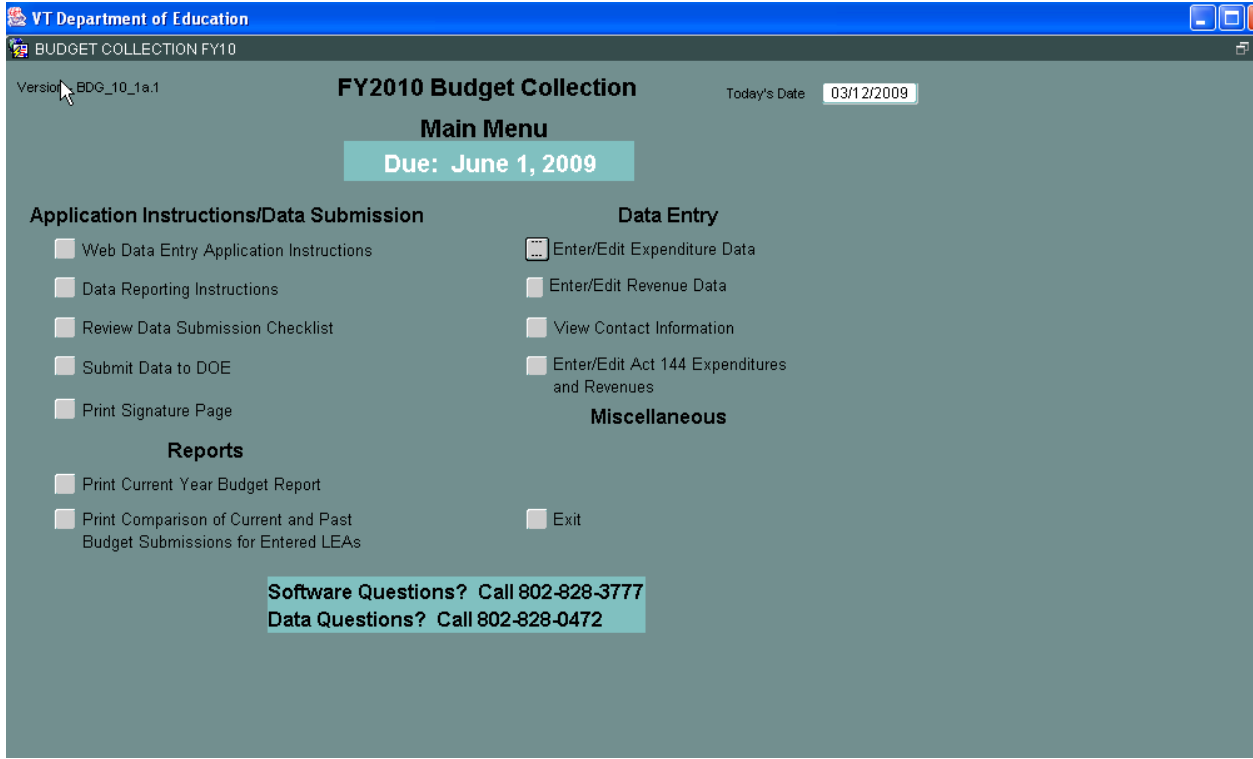 VT Department of Education
BUDGET COLLECTION FY10
Version BDG_10_1a.1
FY2010 Budget Collection
Today's Date 03/12/2009
Main Menu
Due: June 1, 2009
Application Instructions/Data Submission
Web Data Entry Application Instructions
Data Reporting Instructions
Review Data Submission Checklist
Submit Data to DOE
Print Signature Page
Reports
Print Current Year Budget Report
Print Comparison of Current and Past
Budget Submissions for Entered LEAs
Data Entry
Enter/Edit Expenditure Data
Enter/Edit Revenue Data
View Contact Information
Enter/Edit Act 144 Expenditures
and Revenues
Miscellaneous
Exit
Software Questions? Call 802-828-3777
Data Questions? Call 802-828-0472